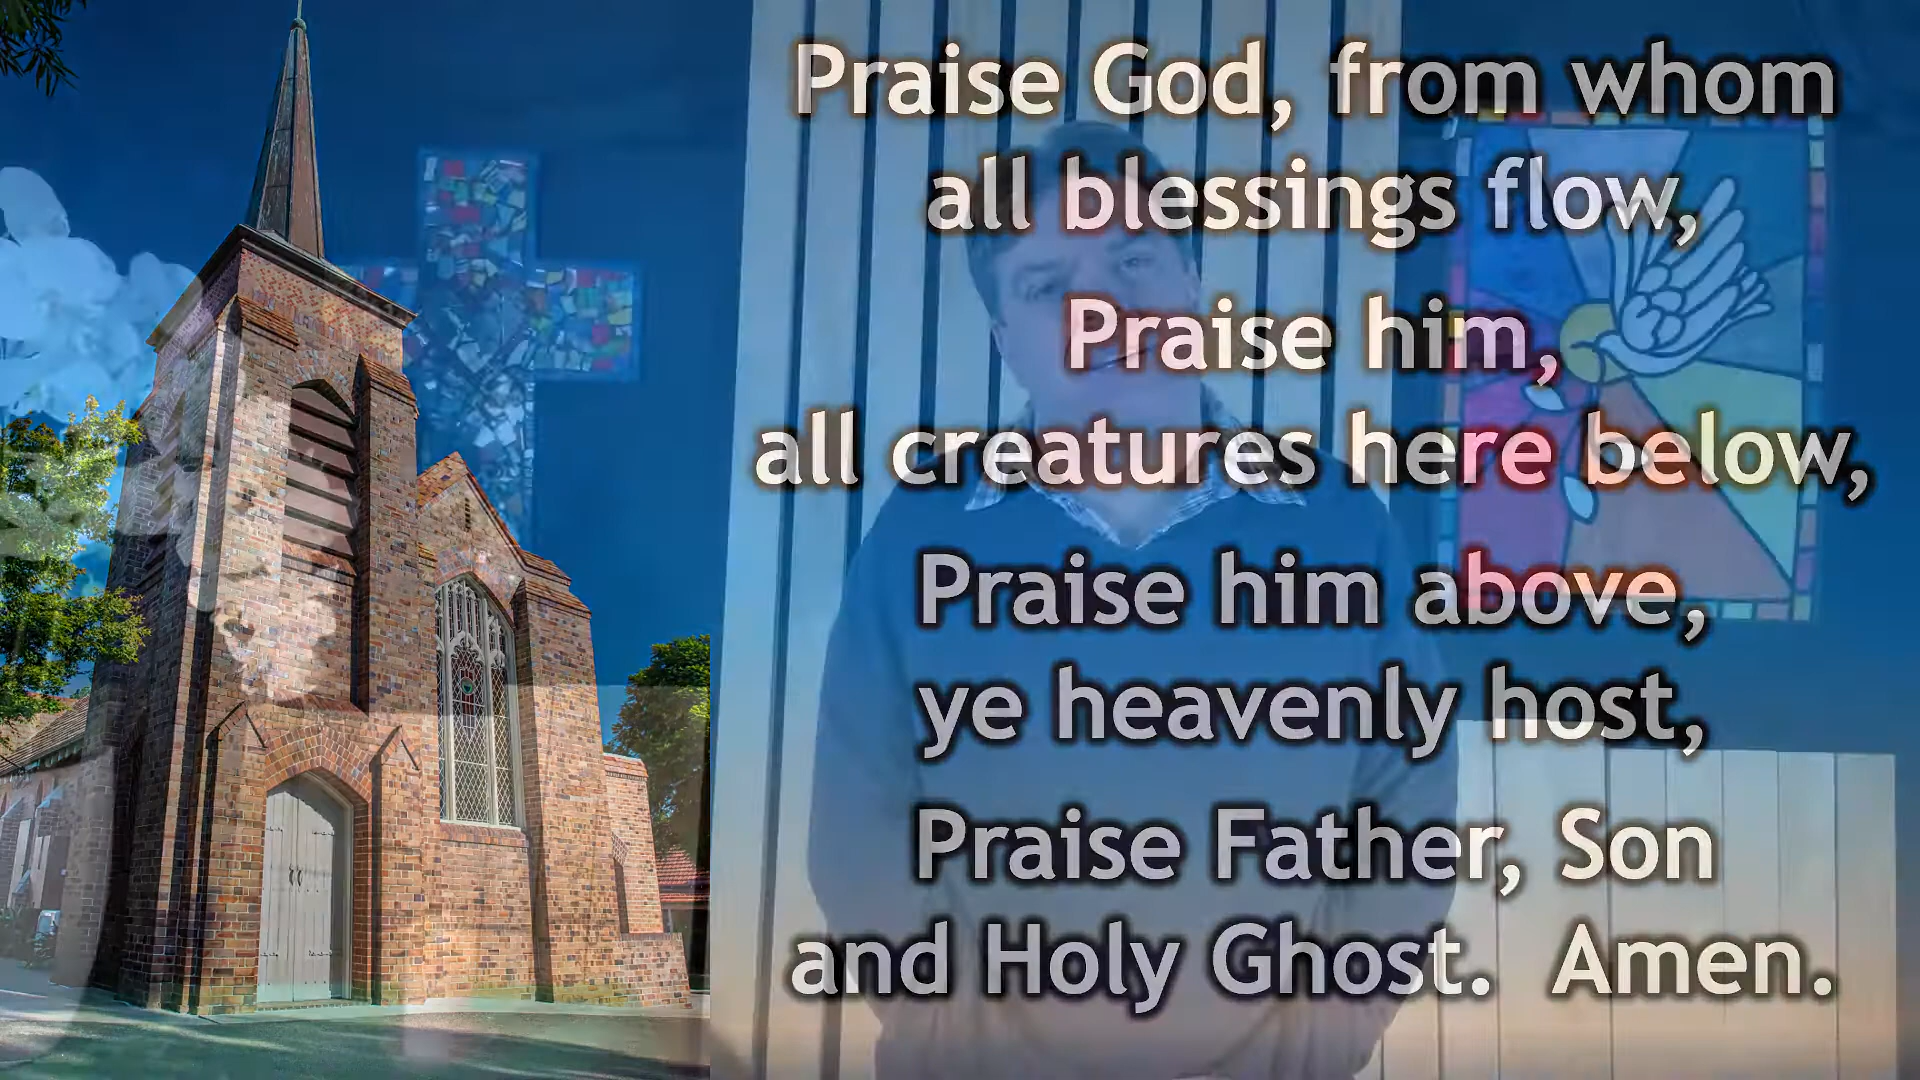 Praise God, from whom
all blessings flow,
Praise him,
all creatures here below,
Praise him above,
ye heavenly host,
Praise Father, Son
and Holy Ghost. Amen.